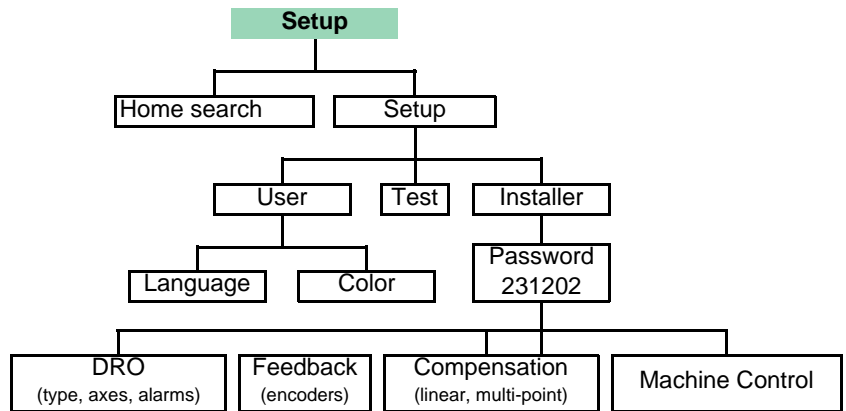 Setup
Home search
Setup
User
Test
Installer
Language
Color
Password
231202
DRO
(type, axes, alarms)
Feedback
(encoders)
Compensation
(linear, multi-point)
Machine Control